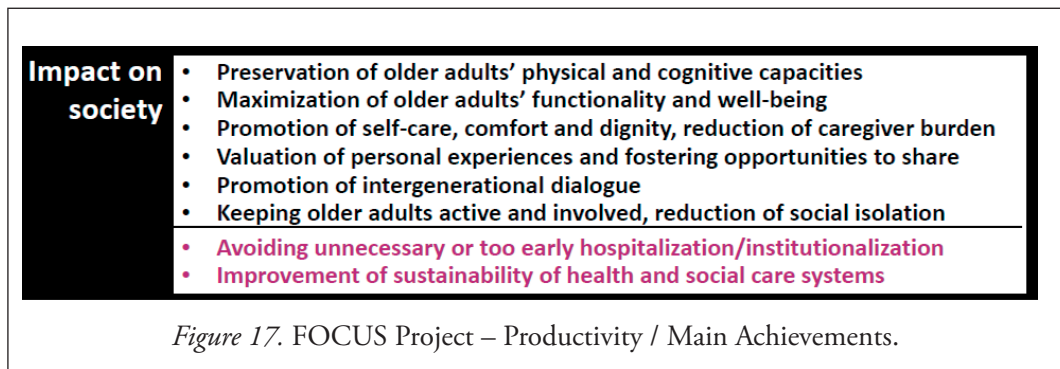 Impact on society
• Preservation of older adults’ physical and cognitive capacities
• Maximization of older adults’ functionality and well-being
• Promotion of self-care, comfort and dignity, reduction of caregiver burden
• Valuation of personal experiences and fostering opportunities to share
• Promotion of intergenerational dialogue
• Keeping older adults active and involved, reduction of social isolation
• Avoiding unnecessary or too early hospitalization/institutionalization
• Improvement of sustainability of health and social care systems
Figure 17. FOCUS Project – Productivity / Main Achievements.